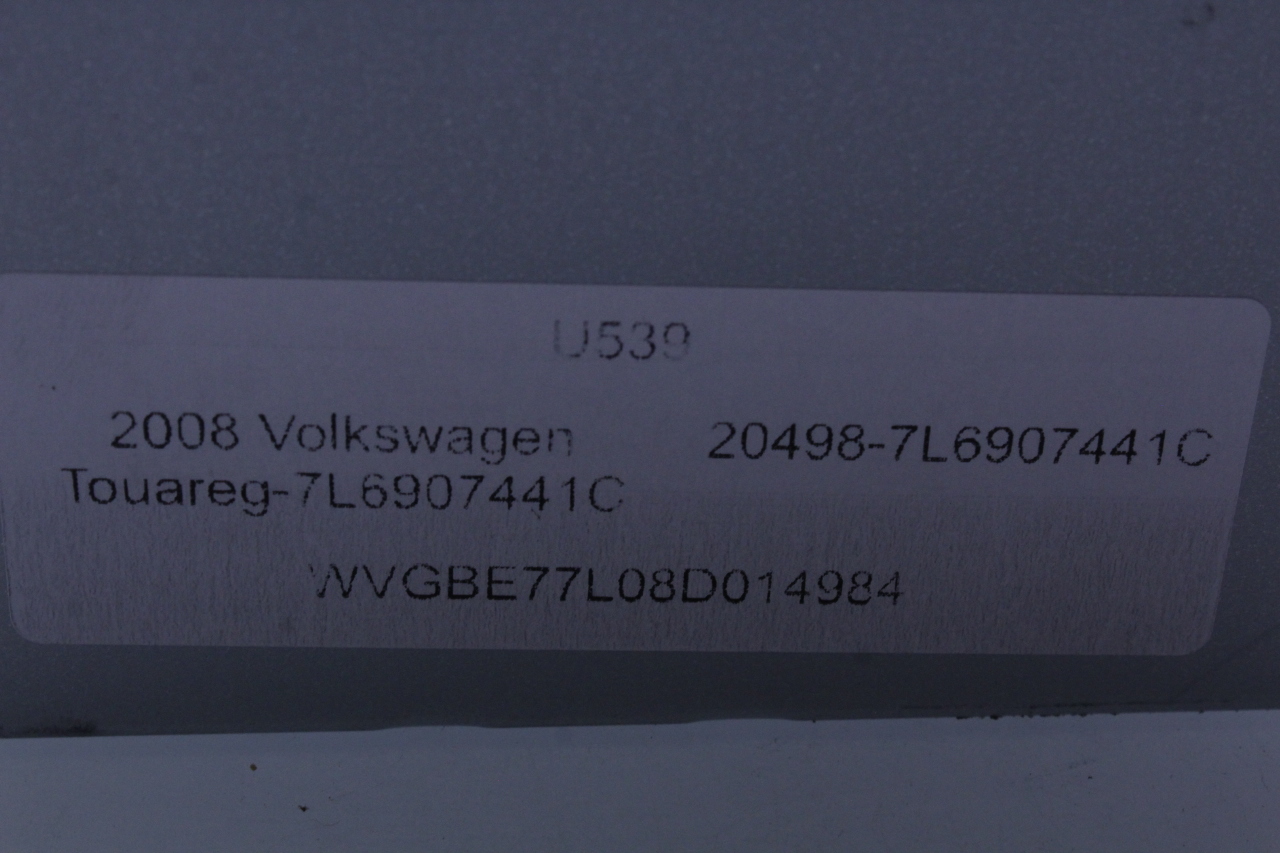 U539
2008 Volkswagen 20498-7L6907441C
Touareg-7L6907441C
WVGBE77L08D014984